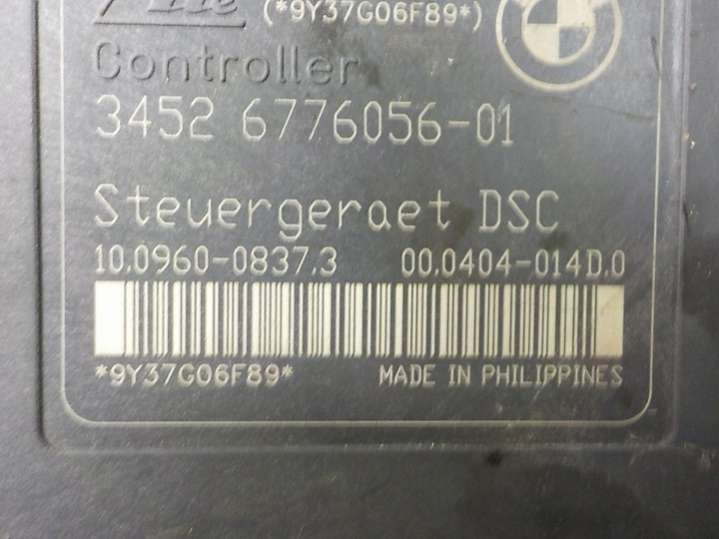 Ate (*9Y37G06F89*)
Controller
3452 6776056-01
Steuergeraet DSC
10.0960-0837.3 00.0404-014D.0
*9Y37G06F89* MADE IN PHILIPPINES